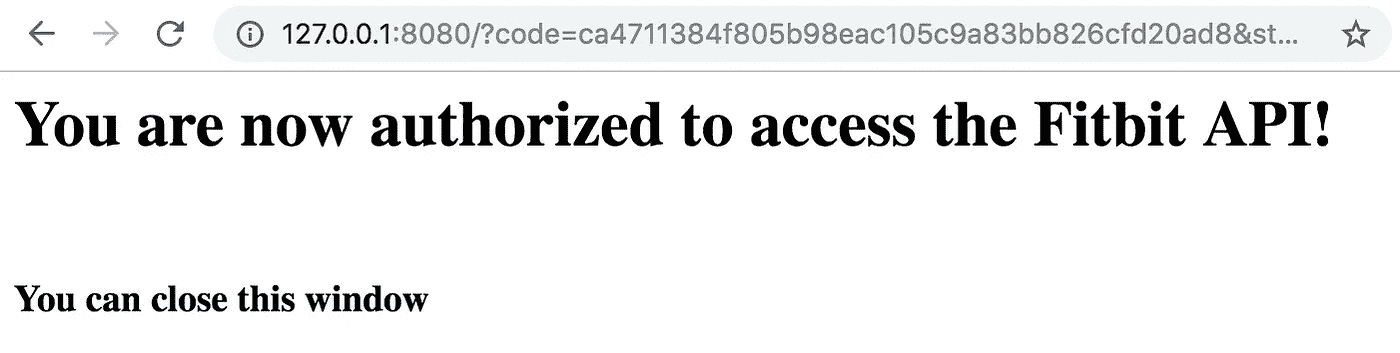 127.0.0.1:8080/?code=ca4711384f805b98eac105c9a83bb826cfd20ad8&st...
You are now authorized to access the Fitbit API!
You can close this window